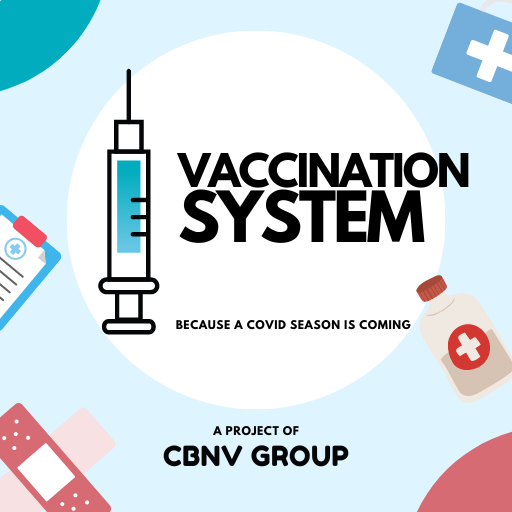 VACCINATION
SYSTEM
BECAUSE A COVID SEASON IS COMING
A PROJECT OF
CBNV GROUP